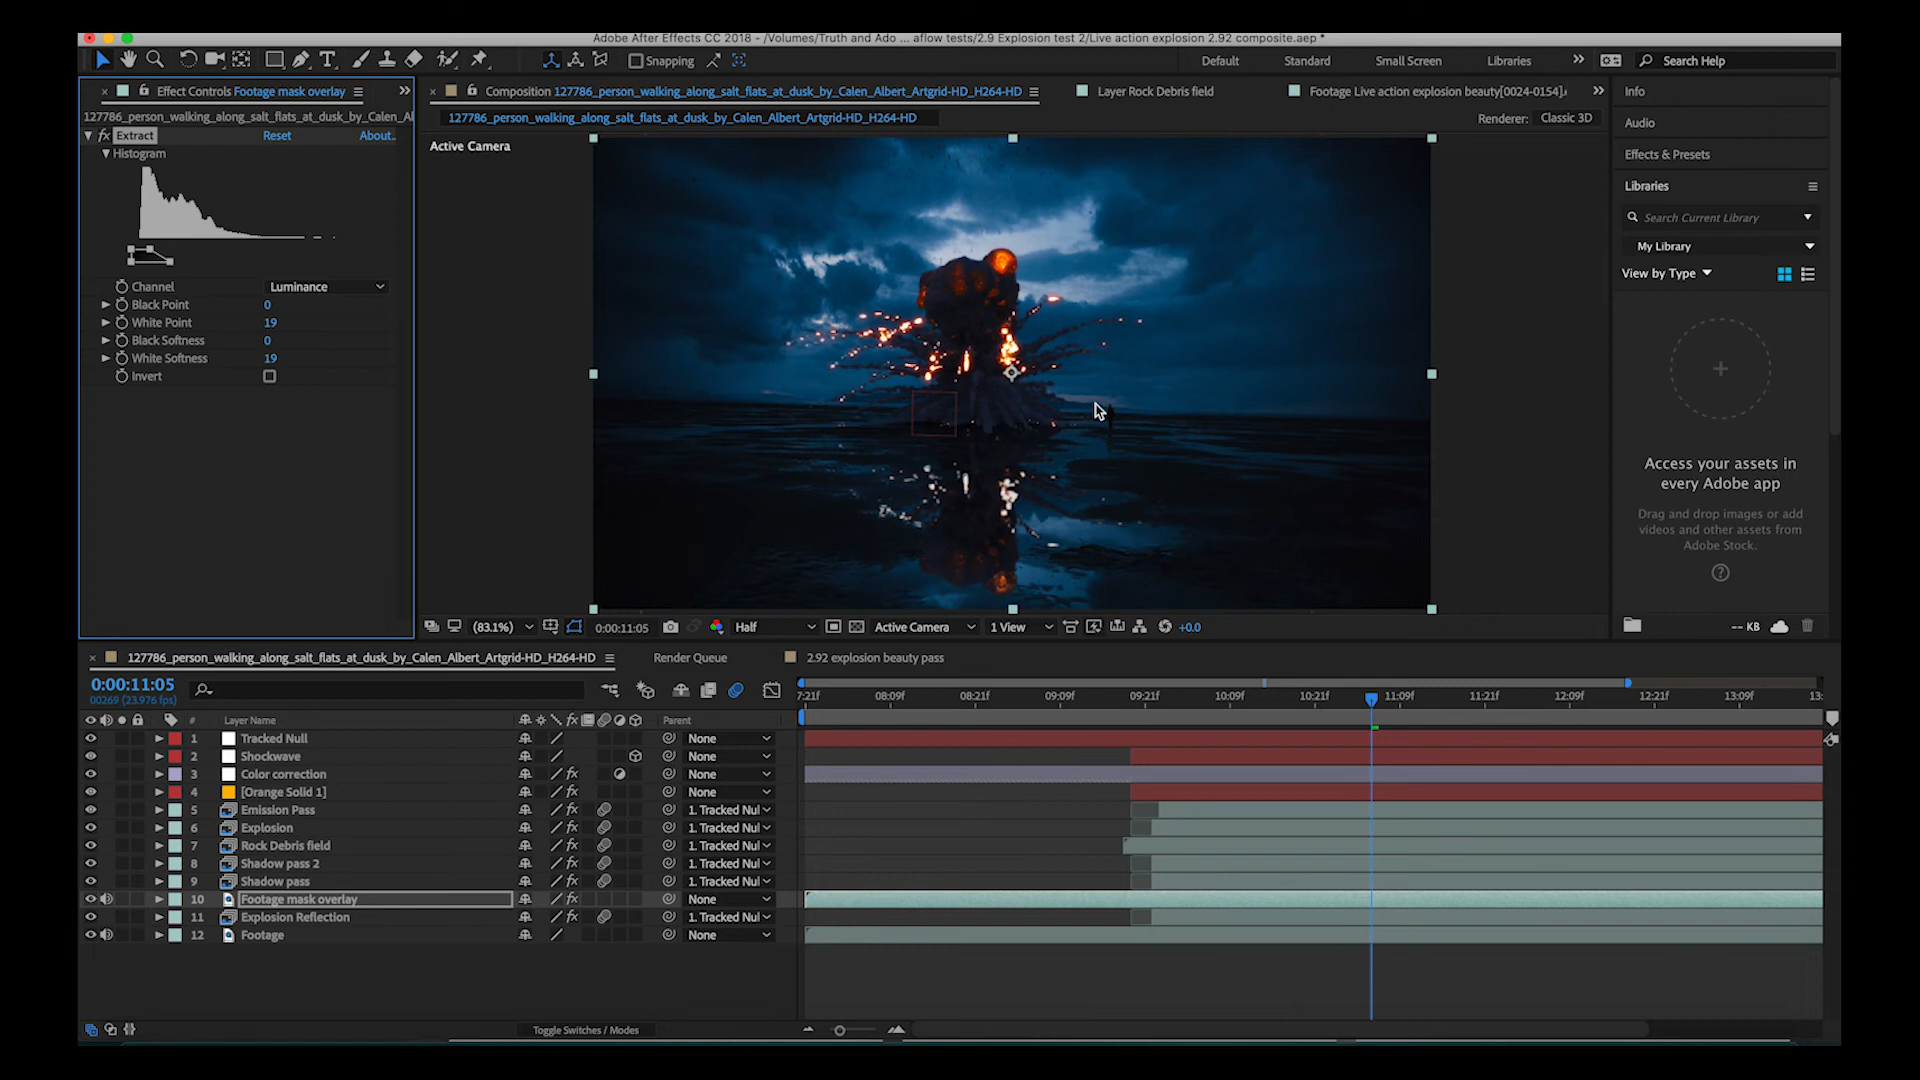 Adobe After Effects CC 2018 - /Volumes/Truth and Ado ... aflow tests/2.9 Explosion test 2/Live action explosion 2.92 composite.aep *
Snapping
Default
Standard
Small Screen
Libraries
Search Help
Effect Controls Footage mask overlay
Composition 127786_person_walking_along_salt_flats_at_dusk_by_Calen_Albert_Artgrid-HD_H264-HD
Layer Rock Debris field
Footage Live action explosion beauty[0024-0154].
Info
127786_person_walking_along_salt_flats_at_dusk_by_Calen_Al
127786_person_walking_along_salt_flats_at_dusk_by_Calen_Albert_Artgrid-HD_H264-HD
Renderer: Classic 3D
Audio
fx Extract
Reset
About..
Active Camera
Effects & Presets
Histogram
Libraries
Search Current Library
My Library
View by Type
Channel
Luminance
Black Point
0
White Point
19
Black Softness
0
White Softness
19
Invert
Access your assets in
every Adobe app
Drag and drop images or add
videos and other assets from
Adobe Stock.
(83.1%)
0:00:11:05
Half
Active Camera
1 View
+0.0
-- KB
127786_person_walking_along_salt_flats_at_dusk_by_Calen_Albert_Artgrid-HD_H264-HD
Render Queue
2.92 explosion beauty pass
0:00:11:05
00269 (23.976 fps)
7:21f 08:09f 08:21f 09:09f 09:21f 10:09f 10:21f 11:09f 11:21f 12:09f 12:21f 13:09f 13:
# Layer Name Parent
1 Tracked Null None
2 Shockwave None
3 Color correction fx None
4 [Orange Solid 1] fx None
5 Emission Pass fx 1. Tracked Nul
6 Explosion fx 1. Tracked Nul
7 Rock Debris field fx 1. Tracked Nul
8 Shadow pass 2 fx 1. Tracked Nul
9 Shadow pass fx 1. Tracked Nul
10 Footage mask overlay fx None
11 Explosion Reflection fx 1. Tracked Nul
12 Footage None
Toggle Switches / Modes